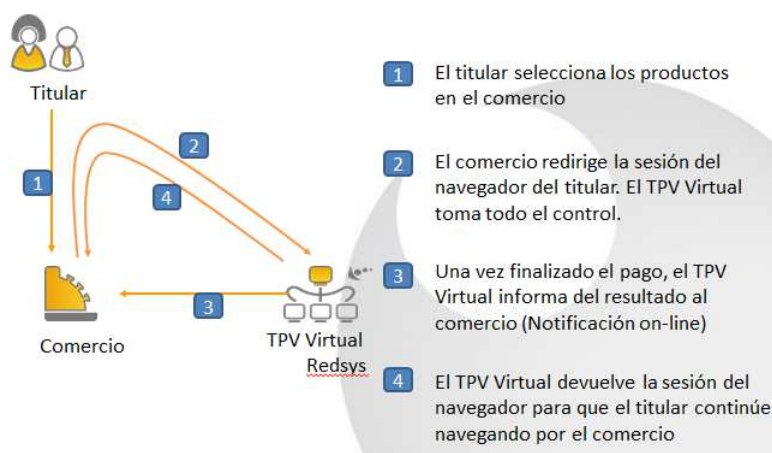 Titular
1
2
4
3
Comercio
TPV Virtual
Redsys
1 El titular selecciona los productos
en el comercio
2 El comercio redirige la sesión del
navegador del titular. El TPV Virtual
toma todo el control.
3 Una vez finalizado el pago, el TPV
Virtual informa del resultado al
comercio (Notificación on-line)
4 El TPV Virtual devuelve la sesión del
navegador para que el titular continúe
navegando por el comercio